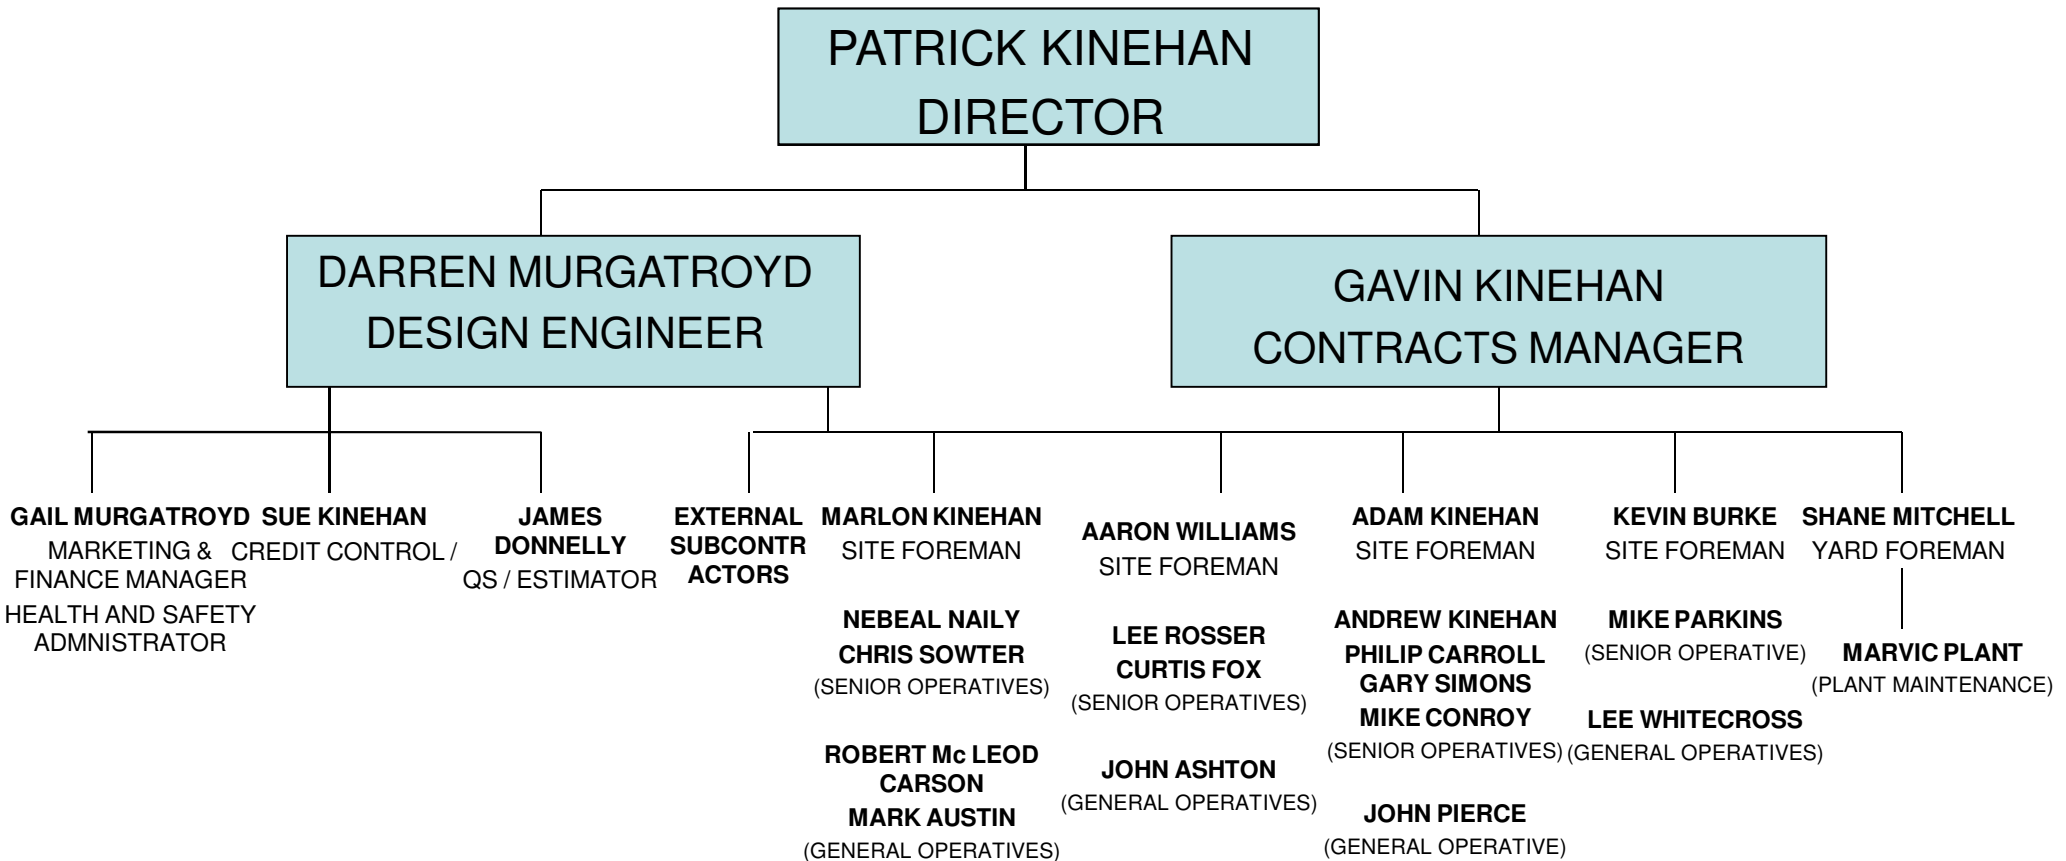 PATRICK KINEHAN
DIRECTOR
DARREN MURGATROYD
DESIGN ENGINEER
GAVIN KINEHAN
CONTRACTS MANAGER
GAIL MURGATROYD
MARKETING &
FINANCE MANAGER
HEALTH AND SAFETY
ADMNISTRATOR
SUE KINEHAN
CREDIT CONTROL /
JAMES
DONNELLY
QS / ESTIMATOR
EXTERNAL
SUBCONTR
ACTORS
MARLON KINEHAN
SITE FOREMAN
NEBEAL NAILY
CHRIS SOWTER
(SENIOR OPERATIVES)
ROBERT Mc LEOD
CARSON
MARK AUSTIN
(GENERAL OPERATIVES)
AARON WILLIAMS
SITE FOREMAN
LEE ROSSER
CURTIS FOX
(SENIOR OPERATIVES)
JOHN ASHTON
(GENERAL OPERATIVES)
ADAM KINEHAN
SITE FOREMAN
ANDREW KINEHAN
PHILIP CARROLL
GARY SIMONS
MIKE CONROY
(SENIOR OPERATIVES)
JOHN PIERCE
(GENERAL OPERATIVE)
KEVIN BURKE
SITE FOREMAN
MIKE PARKINS
(SENIOR OPERATIVE)
LEE WHITECROSS
(GENERAL OPERATIVES)
SHANE MITCHELL
YARD FOREMAN
MARVIC PLANT
(PLANT MAINTENANCE)